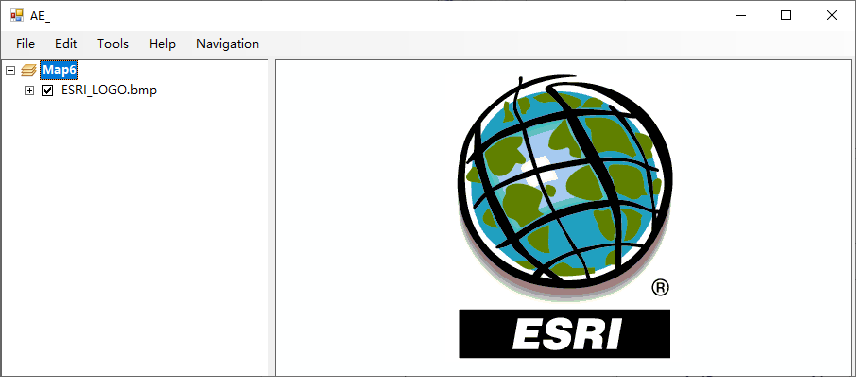 AE_
File Edit Tools Help Navigation
Map6
ESRI_LOGO.bmp
®
ESRI